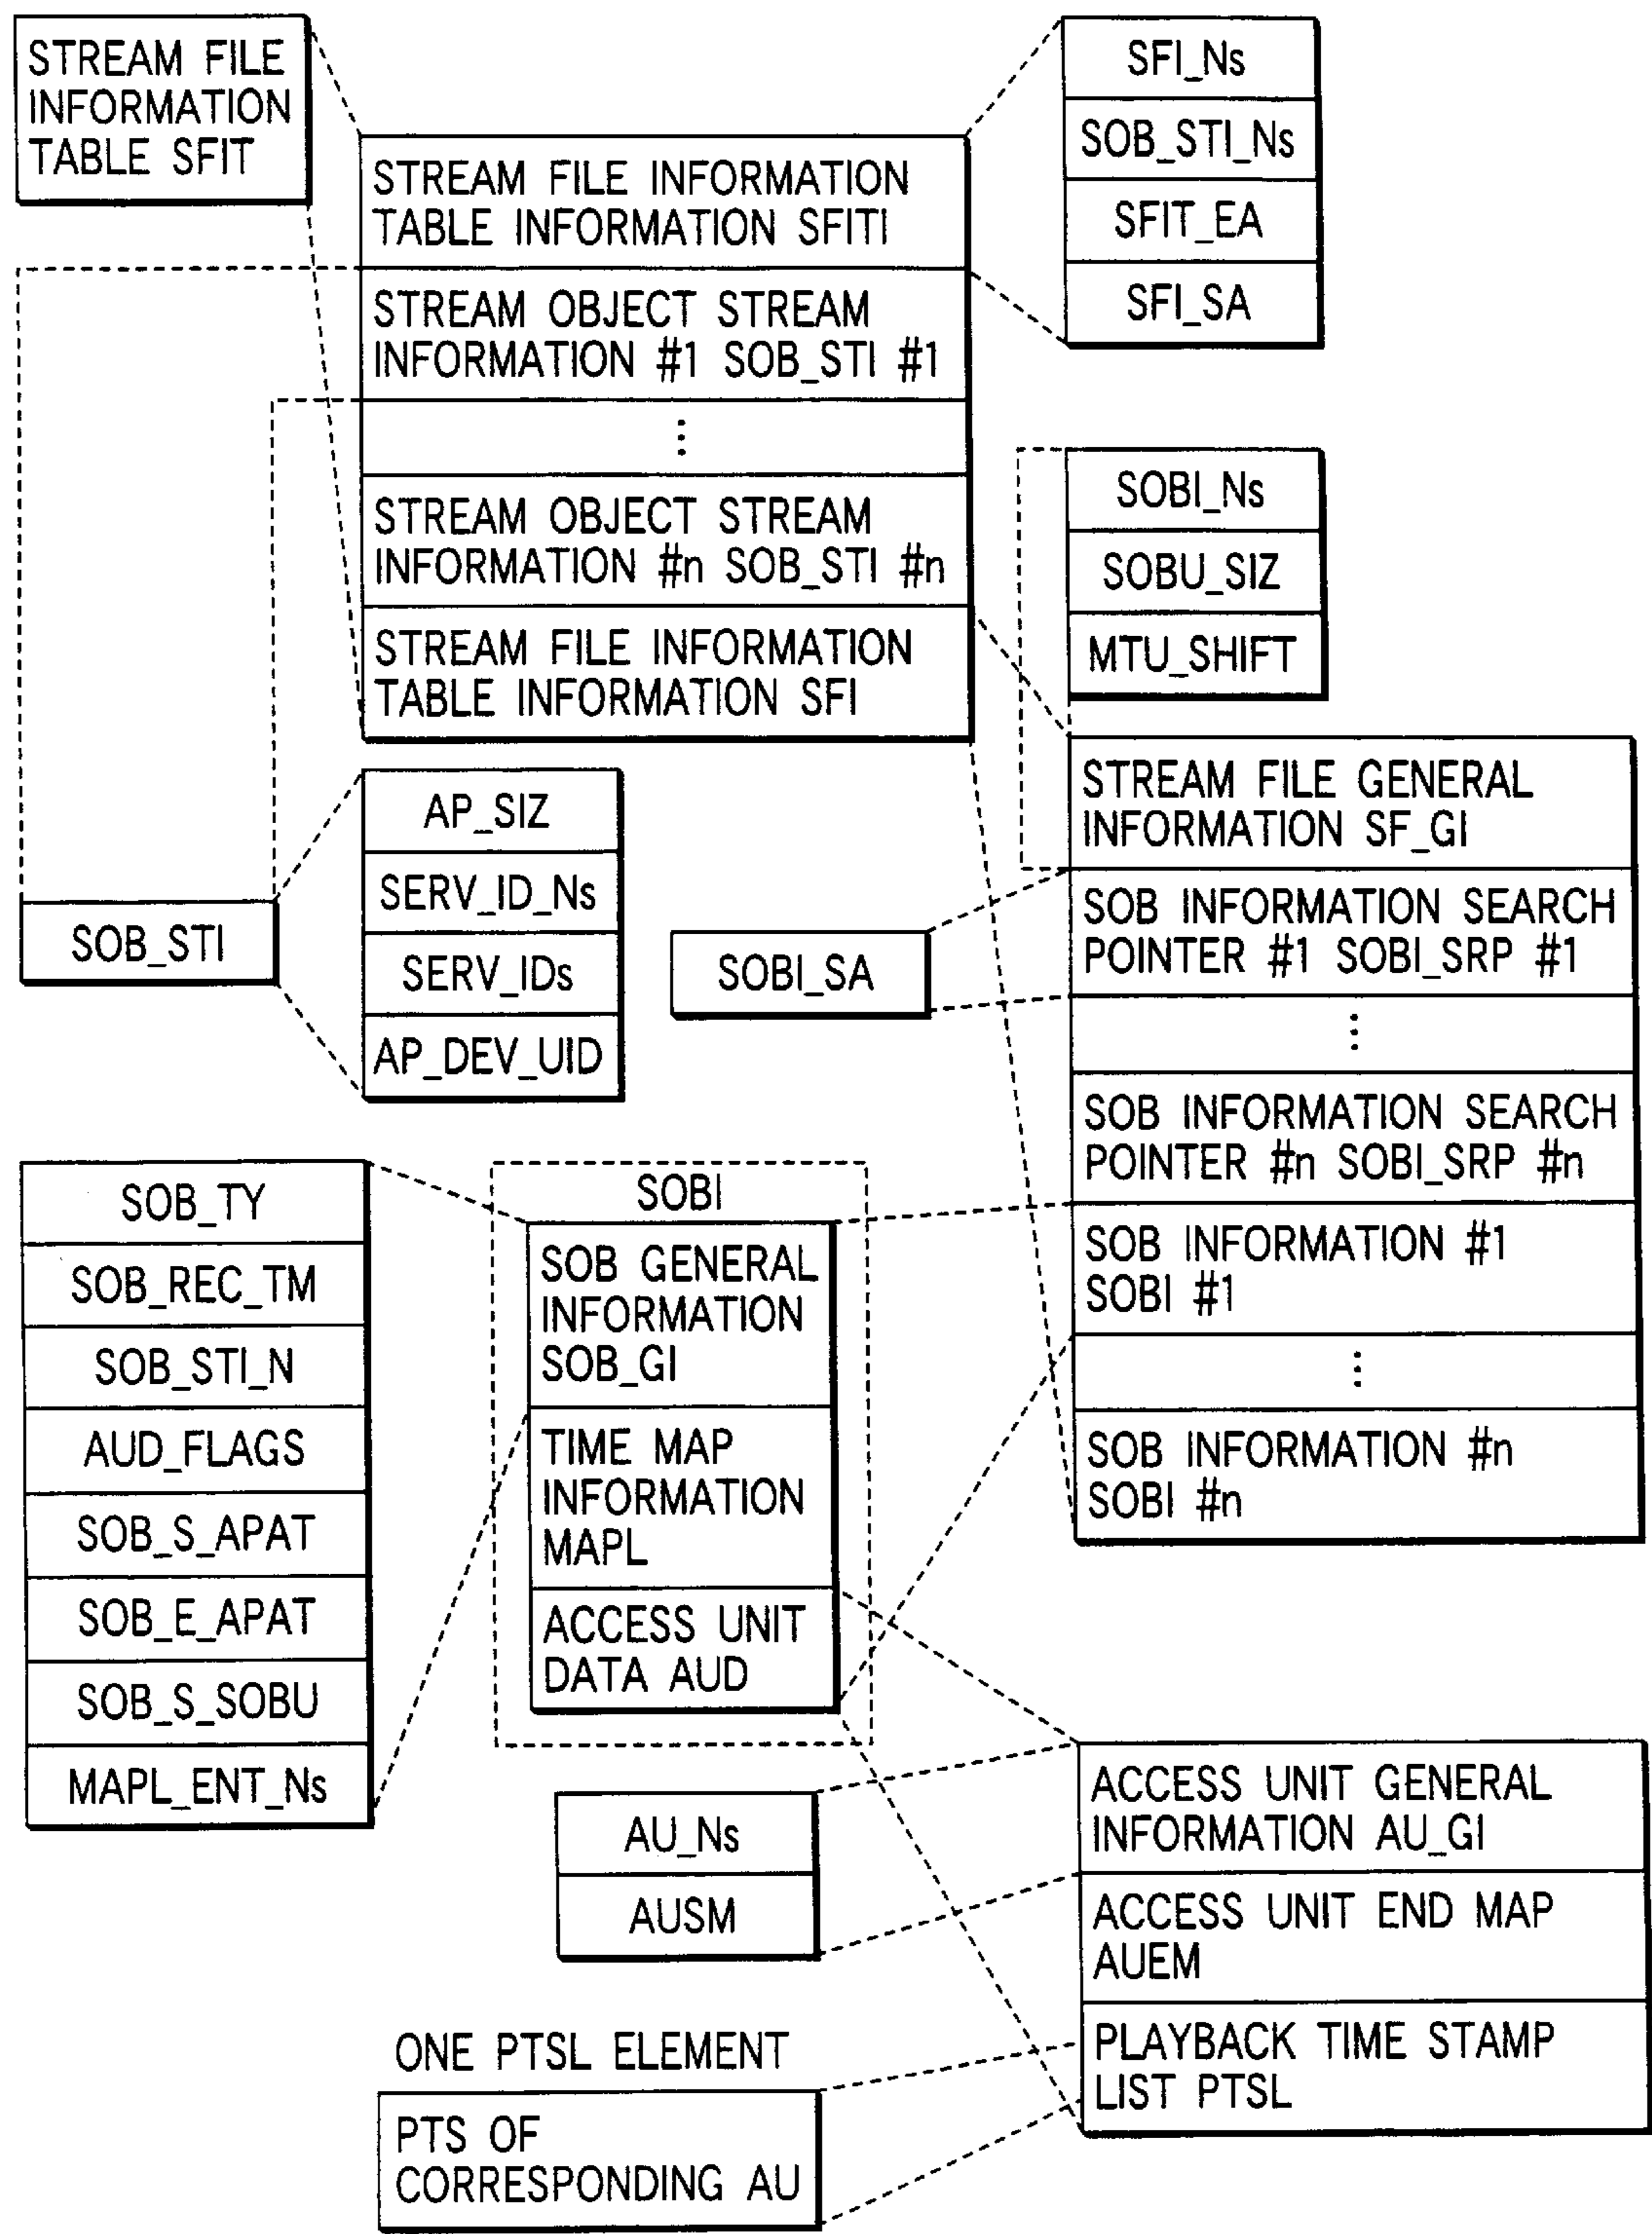 STREAM FILE
INFORMATION
TABLE SFIT
STREAM FILE INFORMATION
TABLE INFORMATION SFITI
STREAM OBJECT STREAM
INFORMATION #1 SOB_STI #1
⋮
STREAM OBJECT STREAM
INFORMATION #n SOB_STI #n
STREAM FILE INFORMATION
TABLE INFORMATION SFI
SFI_Ns
SOB_STI_Ns
SFIT_EA
SFI_SA
SOBI_Ns
SOBU_SIZ
MTU_SHIFT
SOB_STI
AP_SIZ
SERV_ID_Ns
SERV_IDs
AP_DEV_UID
SOBI_SA
STREAM FILE GENERAL
INFORMATION SF_GI
SOB INFORMATION SEARCH
POINTER #1 SOBI_SRP #1
⋮
SOB INFORMATION SEARCH
POINTER #n SOBI_SRP #n
SOB INFORMATION #1
SOBI #1
⋮
SOB INFORMATION #n
SOBI #n
SOB_TY
SOB_REC_TM
SOB_STI_N
AUD_FLAGS
SOB_S_APAT
SOB_E_APAT
SOB_S_SOBU
MAPL_ENT_Ns
SOBI
SOB GENERAL
INFORMATION
SOB_GI
TIME MAP
INFORMATION
MAPL
ACCESS UNIT
DATA AUD
AU_Ns
AUSM
ACCESS UNIT GENERAL
INFORMATION AU_GI
ACCESS UNIT END MAP
AUEM
PLAYBACK TIME STAMP
LIST PTSL
ONE PTSL ELEMENT
PTS OF
CORRESPONDING AU